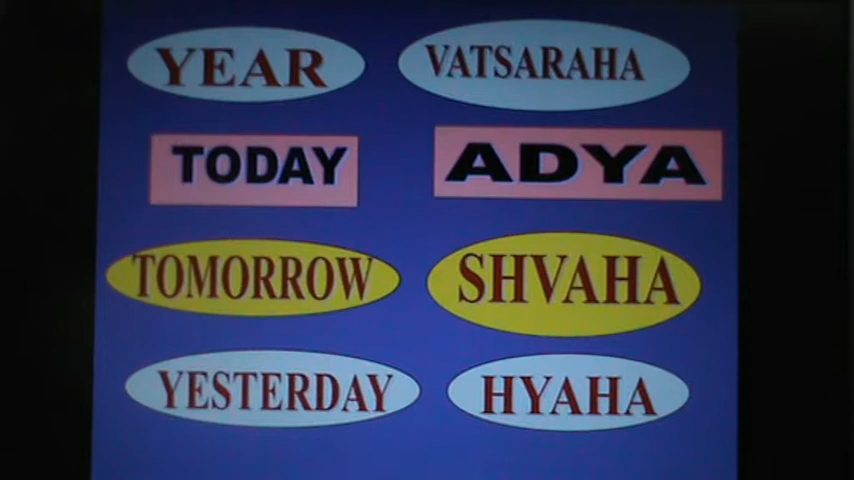 YEAR VATSARAHA
TODAY ADYA
TOMORROW SHVAHA
YESTERDAY HYAHA